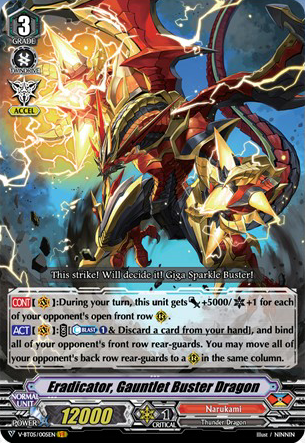 3
GRADE
ACCEL
This strike! Will decide it! Giga Sparkle Buster!
CONT ( ):During your turn, this unit gets +5000/ +1 for each
of your opponent's open front row .
ACT ( )1: [ BLAST 1 & Discard a card from your hand], and bind
all of your opponent's front row rear-guards. You may move all of
your opponent's back row rear-guards to in the same column.
NORMAL
UNIT
Eradicator, Gauntlet Buster Dragon
POWER
12000
1
CRITICAL
Narukami
Thunder Dragon
V-BT05/005EN
Illust / NINNIN